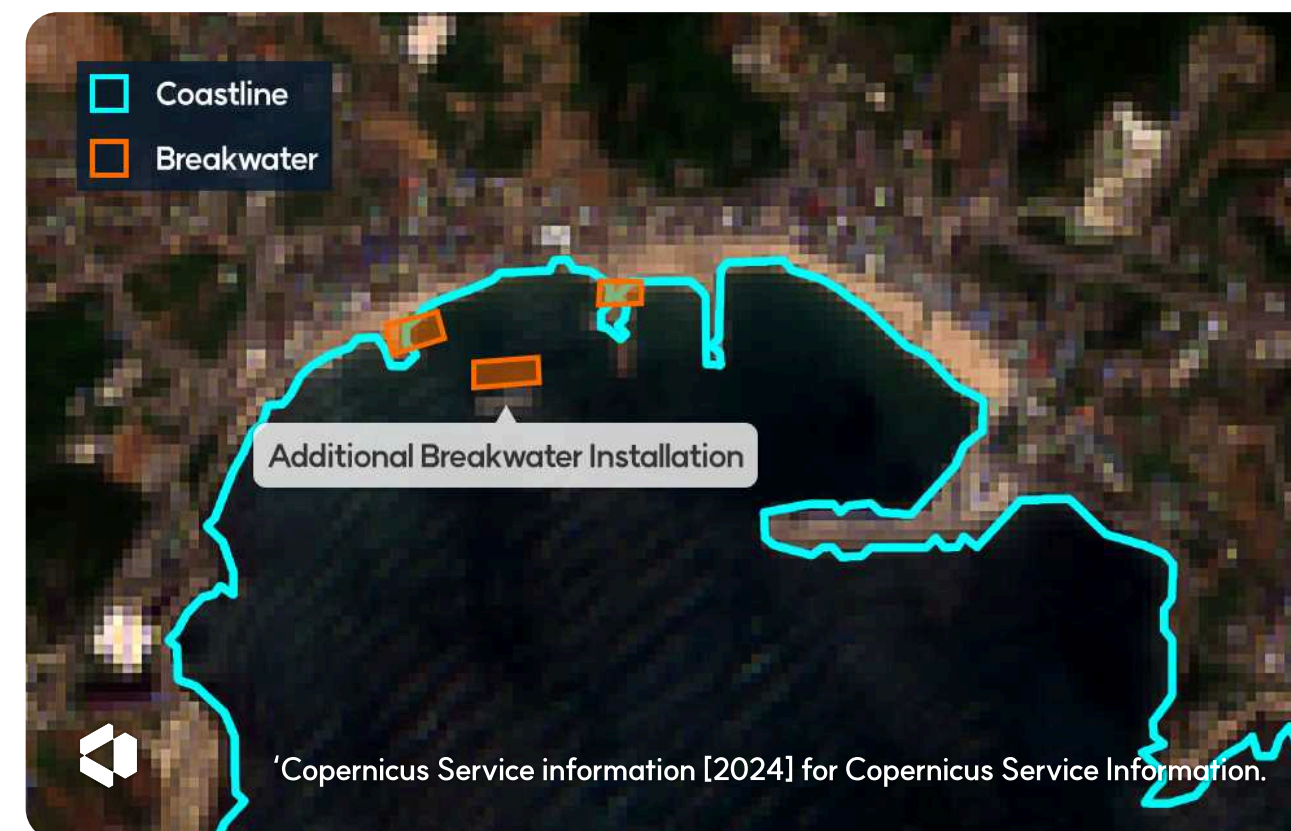 Coastline
Breakwater
Additional Breakwater Installation
‘Copernicus Service information [2024] for Copernicus Service Information.